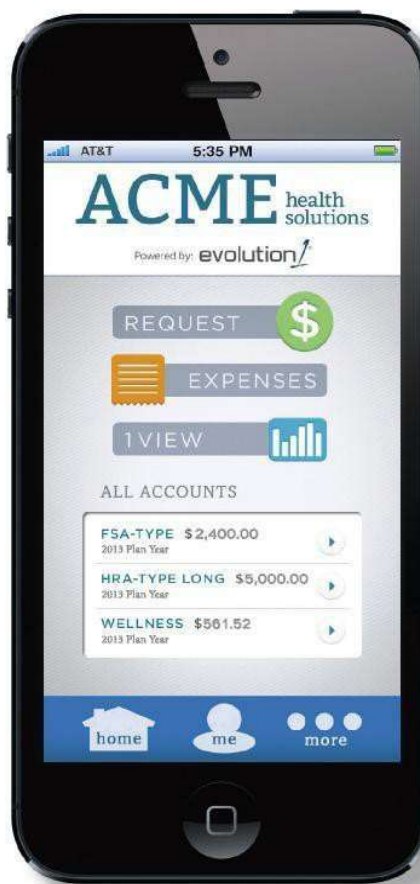 AT&T 5:35 PM
ACME health solutions
Powered by: evolution1
REQUEST $
EXPENSES
1VIEW
ALL ACCOUNTS
FSA-TYPE $2,400.00
2013 Plan Year
HRA-TYPE LONG $5,000.00
2013 Plan Year
WELLNESS $561.52
2013 Plan Year
home me more